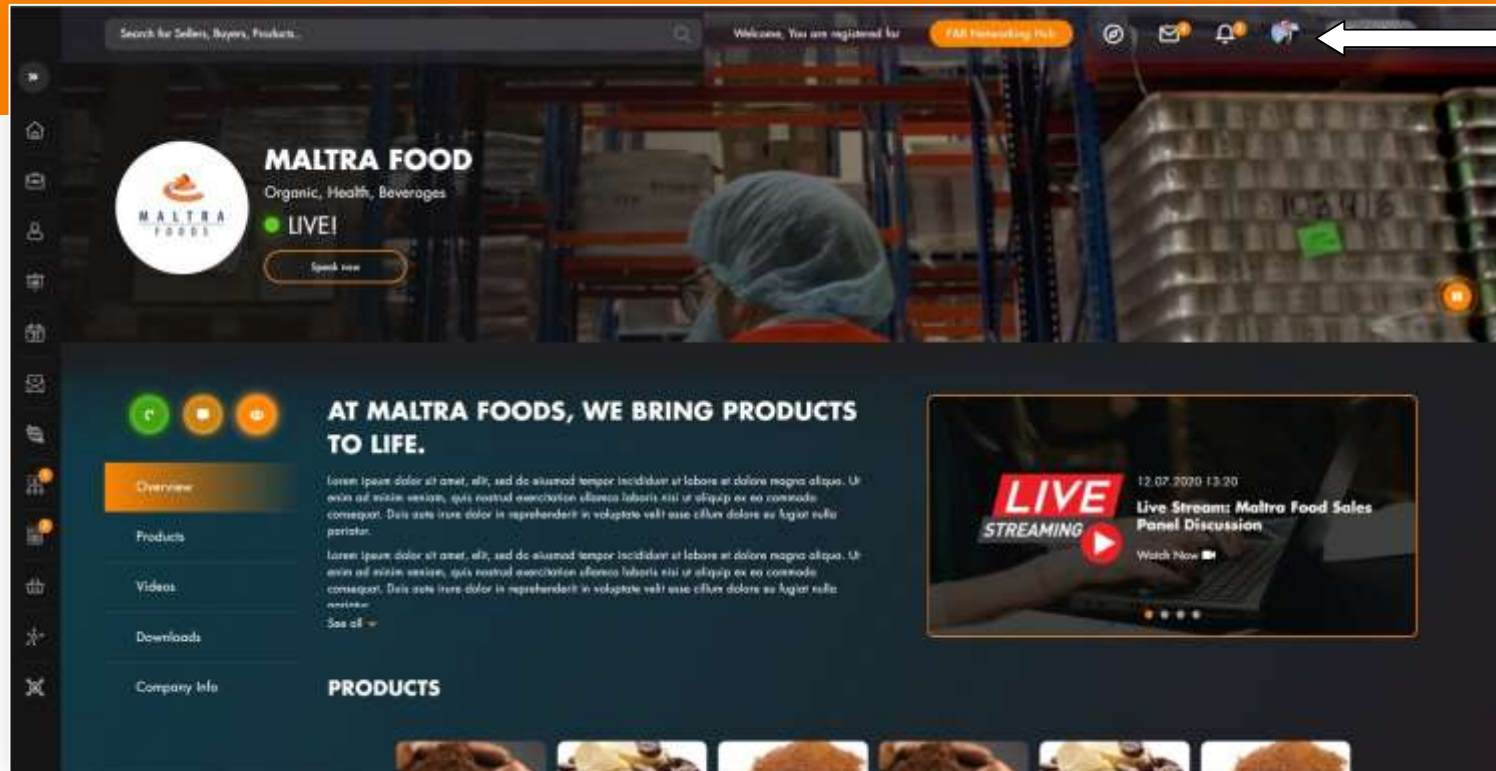 Search for Sellers, Buyers, Products..
Welcome, You are registered for
FAB Networking Hub
MALTRA FOOD
Organic, Health, Beverages
LIVE!
Speak now
MALTRA
FOODS
AT MALTRA FOODS, WE BRING PRODUCTS
TO LIFE.
Lorem ipsum dolor sit amet, elit, sed do eiusmod tempor incididunt ut labore et dolore magna aliqua. Ut
enim ad minim veniam, quis nostrud exercitation ullamco laboris nisi ut aliquip ex ea commodo
consequat. Duis aute irure dolor in reprehenderit in voluptate velit esse cillum dolore eu fugiat nulla
pariatur.
Lorem ipsum dolor sit amet, elit, sed do eiusmod tempor incididunt ut labore et dolore magna aliqua. Ut
enim ad minim veniam, quis nostrud exercitation ullamco laboris nisi ut aliquip ex ea commodo
consequat. Duis aute irure dolor in reprehenderit in voluptate velit esse cillum dolore eu fugiat nulla
pariatur
See all
Overview
Products
Videos
Downloads
Company Info
LIVE
STREAMING
12.07.2020 13:20
Live Stream: Maltra Food Sales
Panel Discussion
Watch Now
PRODUCTS